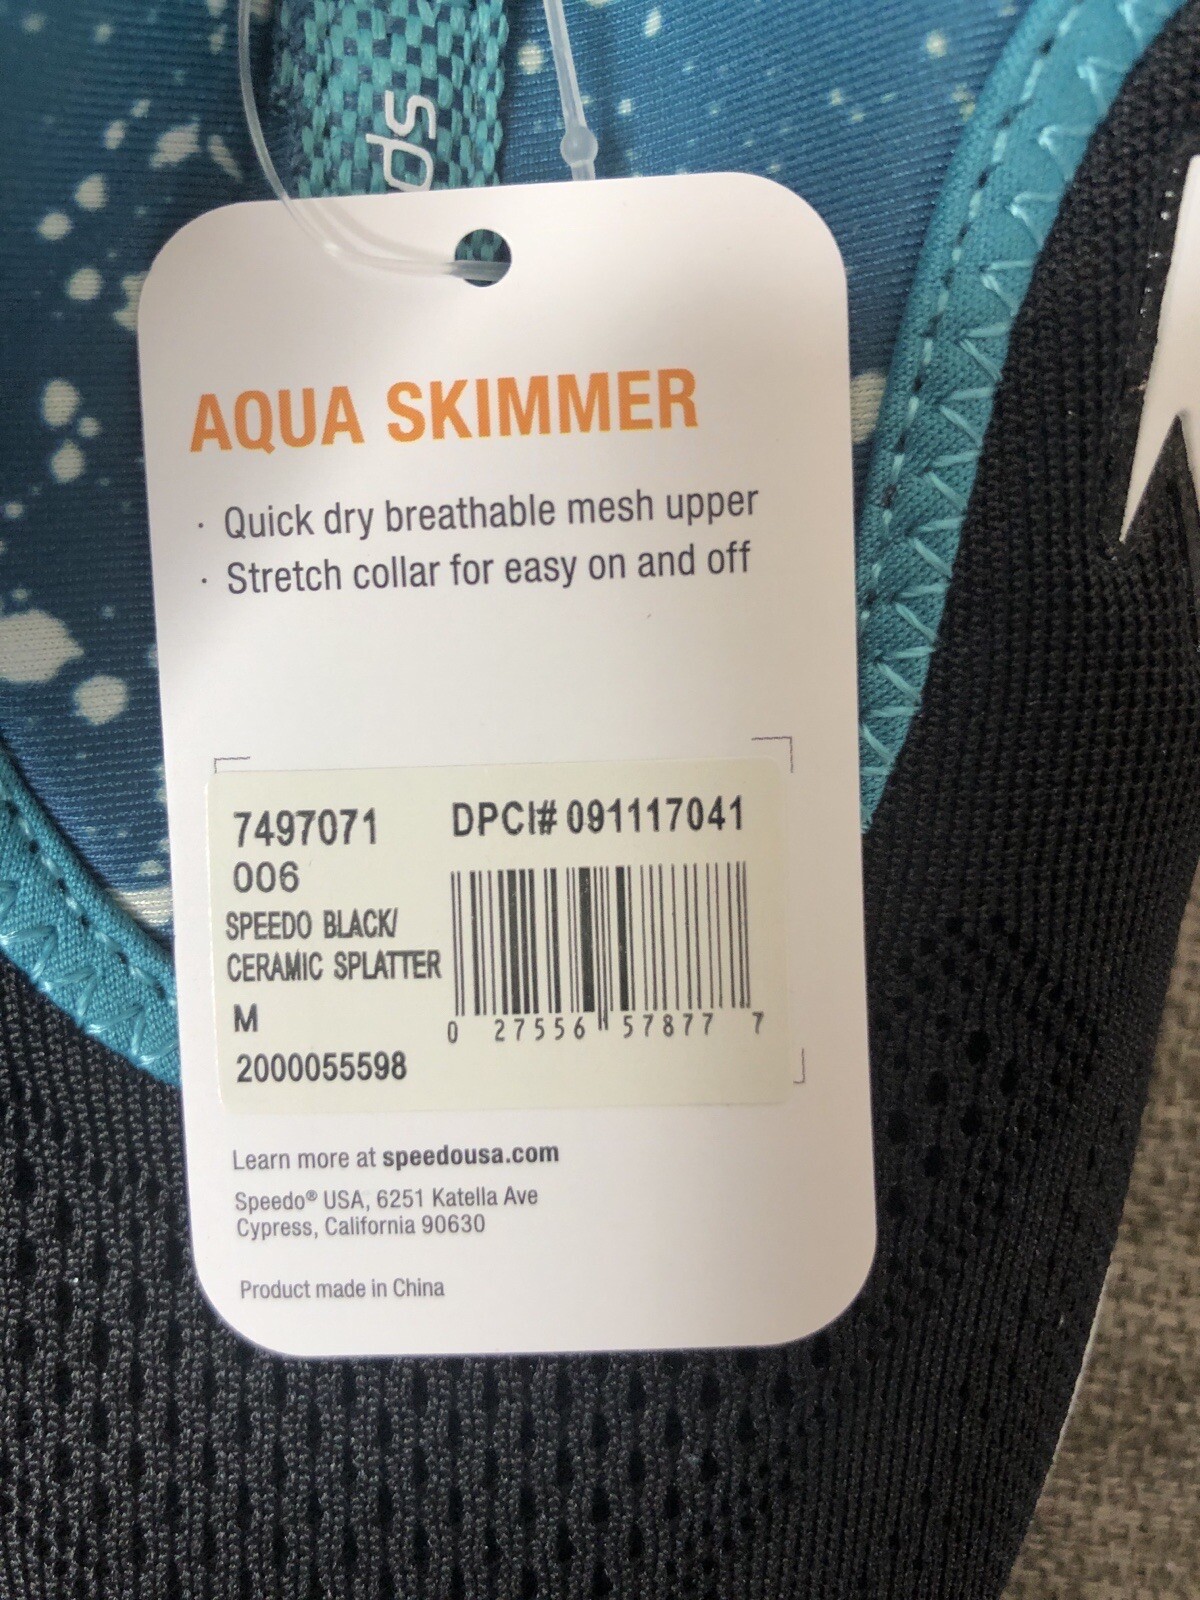 sp
AQUA SKIMMER
· Quick dry breathable mesh upper
· Stretch collar for easy on and off
7497071 DPCI# 091117041
006
SPEEDO BLACK/
CERAMIC SPLATTER
M
0 27556 57877 7
2000055598
Learn more at speedousa.com
Speedo® USA, 6251 Katella Ave
Cypress, California 90630
Product made in China